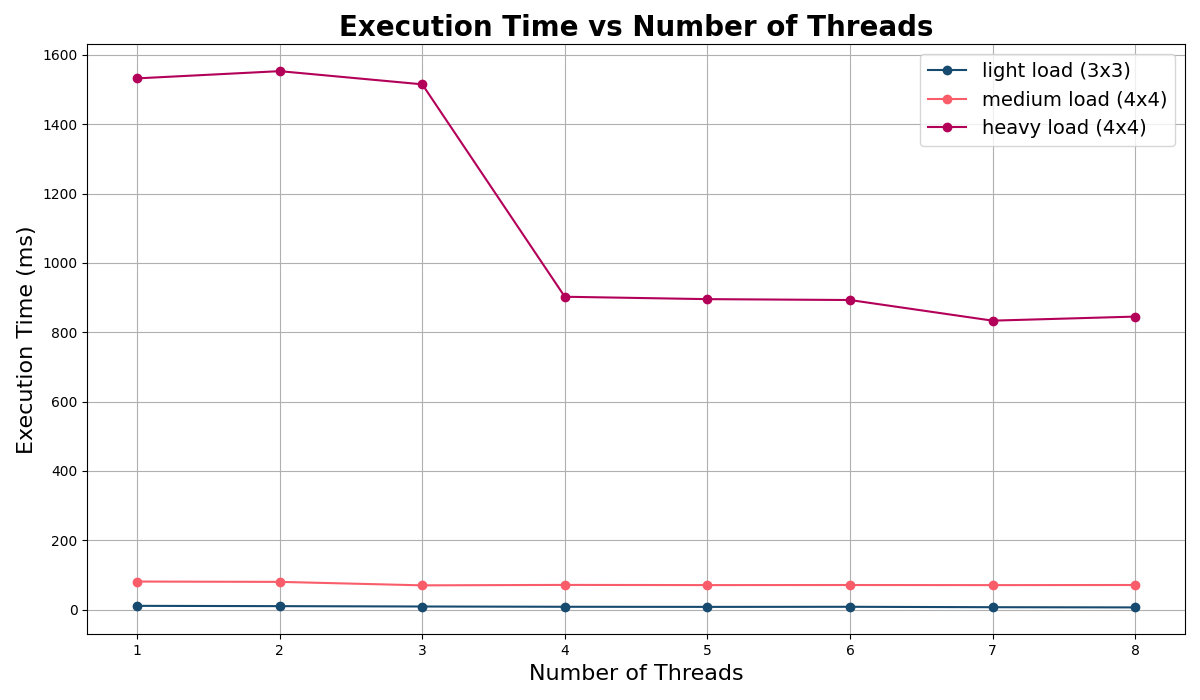 Execution Time vs Number of Threads
light load (3x3)
medium load (4x4)
heavy load (4x4)
Execution Time (ms)
1600
1400
1200
1000
800
600
400
200
0
1 2 3 4 5 6 7 8
Number of Threads